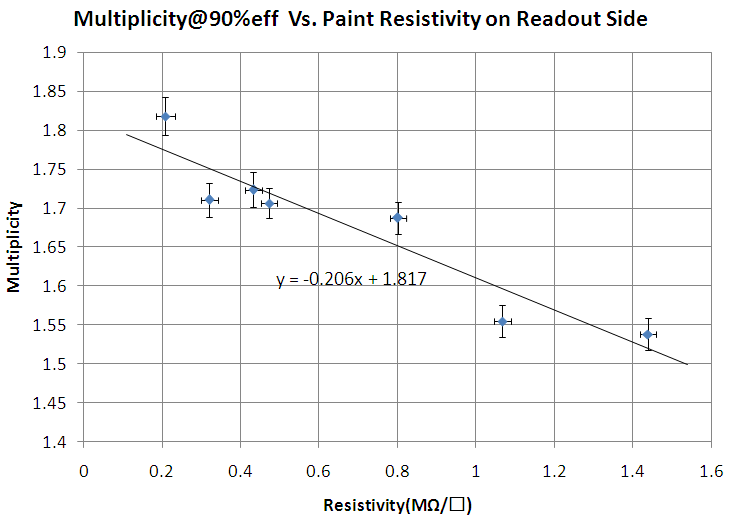 Multiplicity@90%eff Vs. Paint Resistivity on Readout Side
1.9
1.85
1.8
1.75
1.7
1.65
1.6
1.55
1.5
1.45
1.4
Multiplicity
y = -0.206x + 1.817
0 0.2 0.4 0.6 0.8 1 1.2 1.4 1.6
Resistivity(MΩ/□)